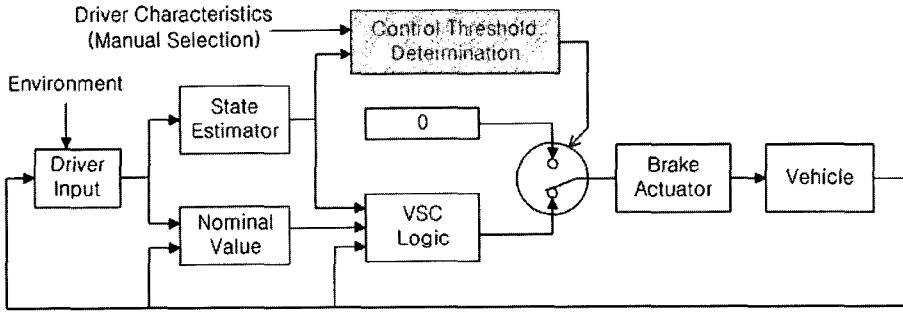 Driver Characteristics
(Manual Selection)
Control Threshold
Determination
Environment
State
Estimator
0
Driver
Input
Brake
Actuator
Vehicle
Nominal
Value
VSC
Logic